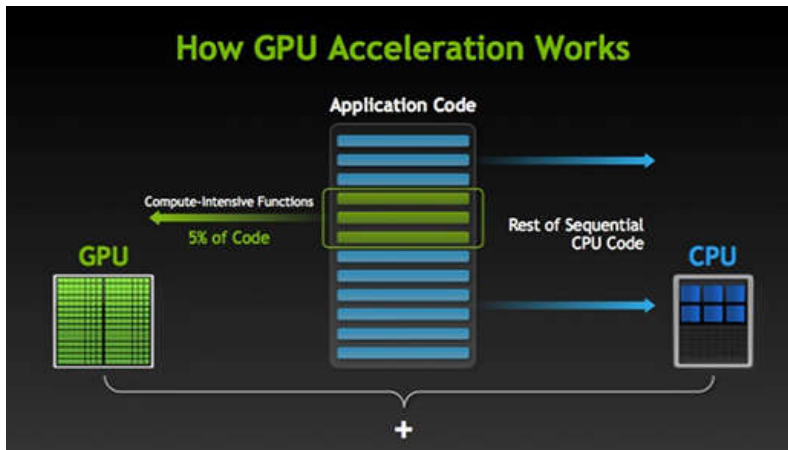 How GPU Acceleration Works
Application Code
Compute-Intensive Functions
5% of Code
Rest of Sequential
CPU Code
GPU
CPU
+